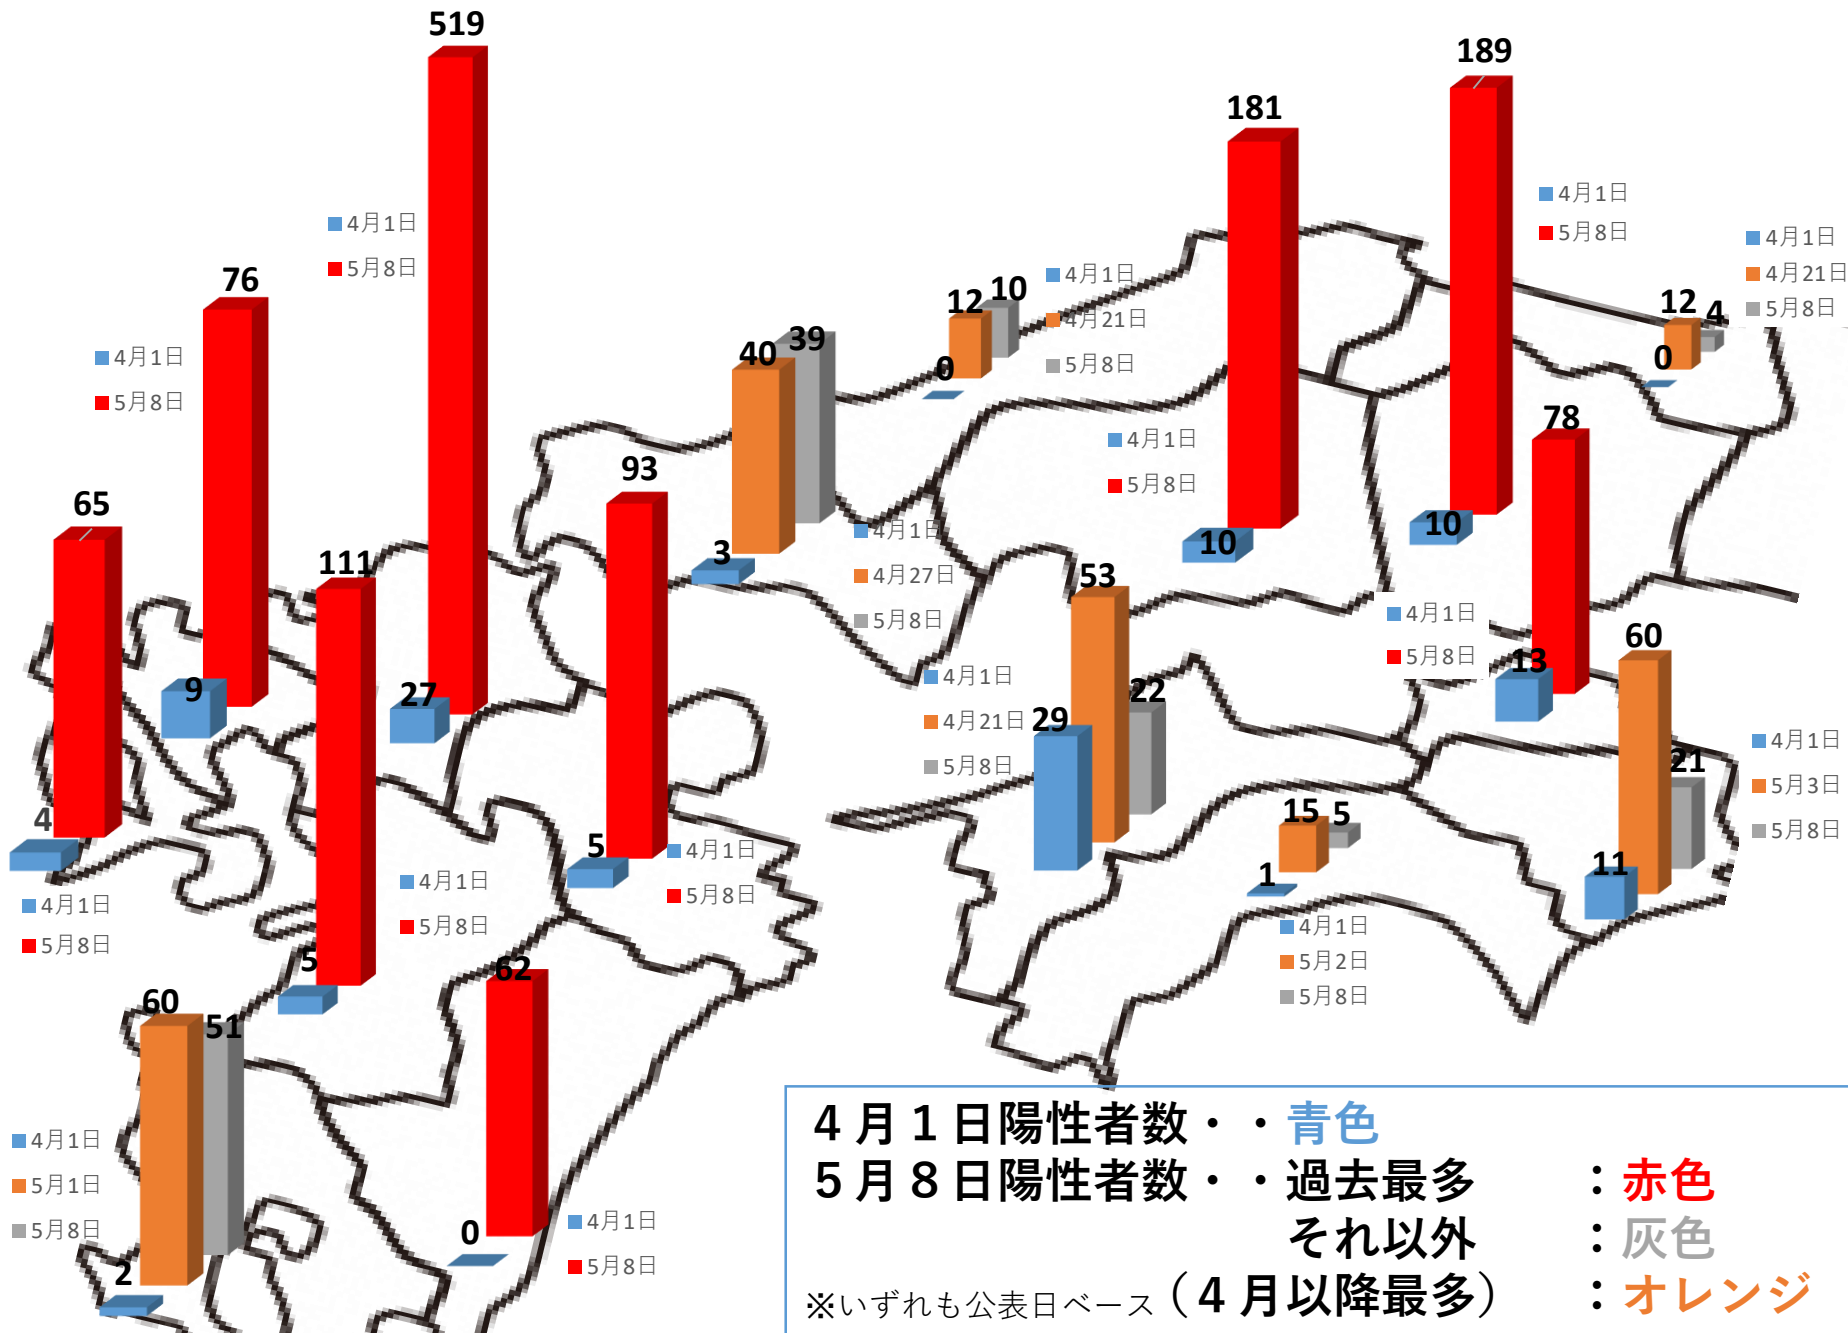 519
4月1日
5月8日
76
4月1日
5月8日
65
4
4月1日
5月8日
9
27
111
5
4月1日
5月8日
93
5
4月1日
5月8日
40
39
3
4月1日
4月27日
5月8日
12
10
0
4月1日
4月21日
5月8日
181
10
4月1日
5月8日
189
10
4月1日
5月8日
4月1日
4月21日
5月8日
12
4
0
78
13
4月1日
5月8日
53
29
22
4月1日
4月21日
5月8日
60
21
11
4月1日
5月3日
5月8日
15
5
1
4月1日
5月2日
5月8日
60
51
2
4月1日
5月1日
5月8日
62
0
4月1日
5月8日
4月1日陽性者数・・青色
5月8日陽性者数・・過去最多 :赤色
それ以外 :灰色
※いずれも公表日ベース(4月以降最多) :オレンジ